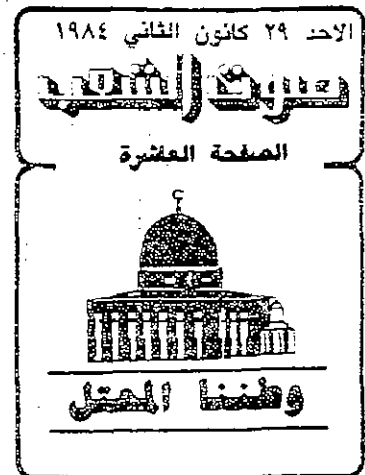 الاحد ٢٩ كانون الثاني ١٩٨٤
صوت الشعب
الصفحة العاشرة
وطننا المحتل